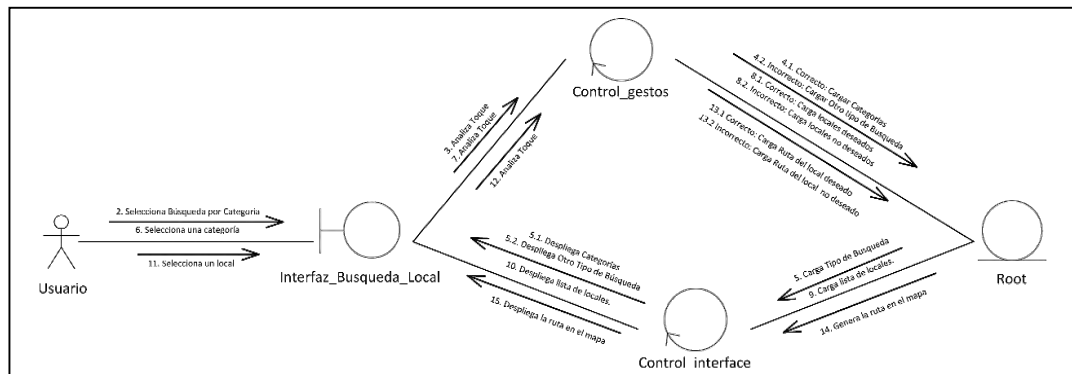 Control_gestos
3. Analiza Toque
7. Analiza Toque
12. Analiza Toque
4.1. Correcto: Cargar Categorías
4.2. Incorrecto: Cargar Otro tipo de Busqueda
8.1. Correcto: Carga locales deseados
8.2. Incorrecto: Carga locales no deseados
13.1 Correcto: Carga Ruta del local deseado
13.2 Incorrecto: Carga Ruta del local no deseado
2. Selecciona Búsqueda por Categoría
6. Selecciona una categoría
11. Selecciona un local
Usuario
Interfaz_Busqueda_Local
5.1. Despliega Categorías
5.2. Despliega Otro Tipo de Búsqueda
10. Despliega lista de locales.
15. Despliega la ruta en el mapa
5. Carga Tipo de Busqueda
9. Carga lista de locales.
14. Genera la ruta en el mapa
Root
Control_interface